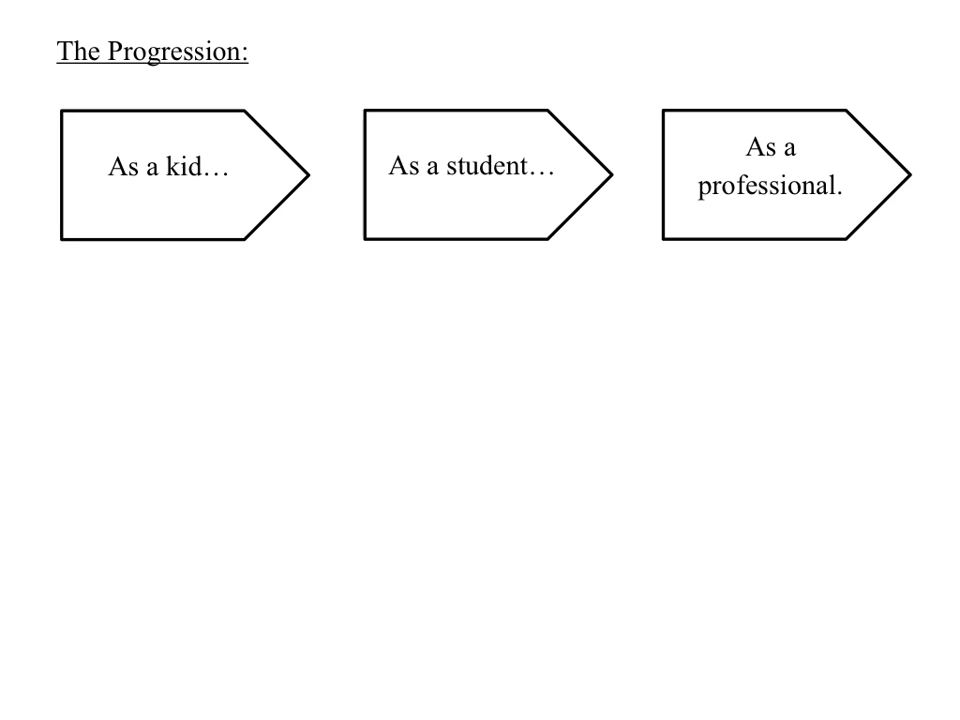 The Progression:
As a kid…
As a student…
As a
professional.